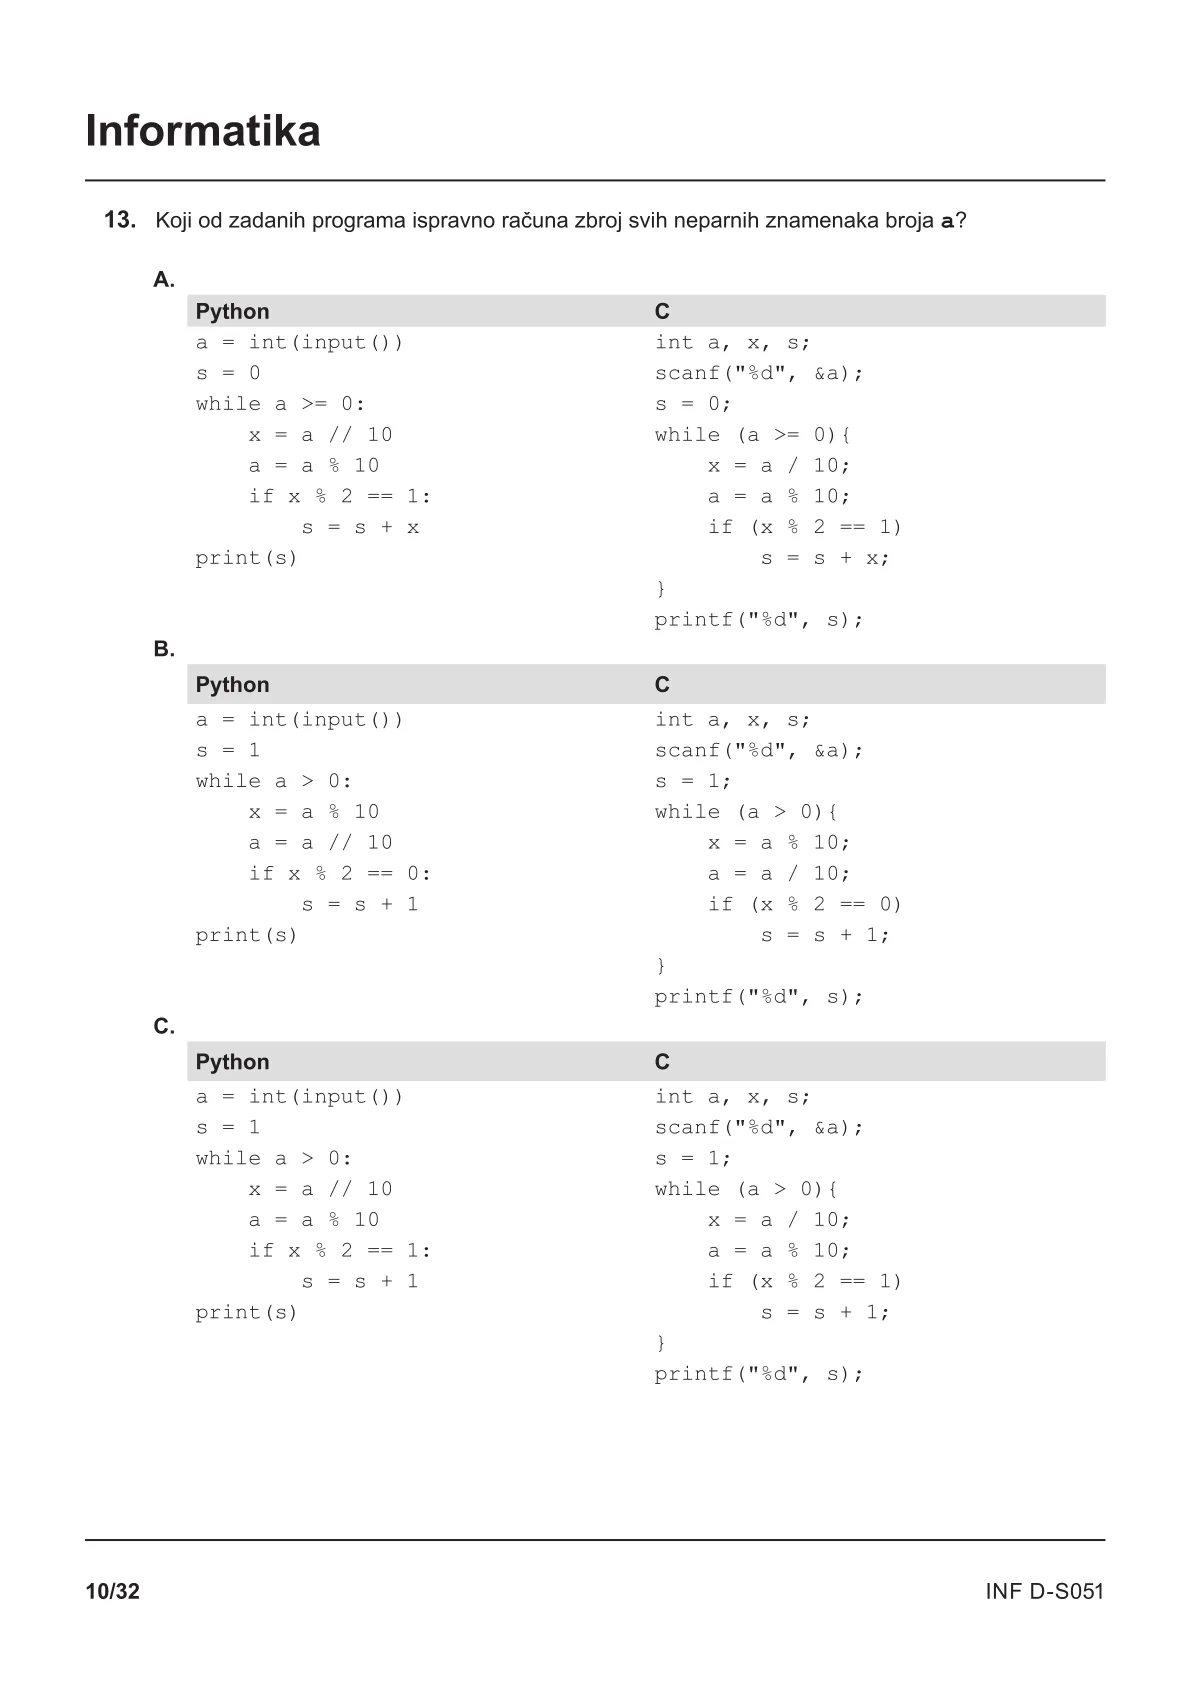 Informatika
13. Koji od zadanih programa ispravno računa zbroj svih neparnih znamenaka broja a?
A.
Python C
a = int(input()) int a, x, s;
s = 0 scanf("%d", &a);
while a >= 0: s = 0;
x = a // 10 while (a >= 0){
a = a % 10 x = a / 10;
if x % 2 == 1: a = a % 10;
s = s + x if (x % 2 == 1)
print(s) s = s + x;
}
printf("%d", s);
B.
Python C
a = int(input()) int a, x, s;
s = 1 scanf("%d", &a);
while a > 0: s = 1;
x = a % 10 while (a > 0){
a = a // 10 x = a % 10;
if x % 2 == 0: a = a / 10;
s = s + 1 if (x % 2 == 0)
print(s) s = s + 1;
}
printf("%d", s);
C.
Python C
a = int(input()) int a, x, s;
s = 1 scanf("%d", &a);
while a > 0: s = 1;
x = a // 10 while (a > 0){
a = a % 10 x = a / 10;
if x % 2 == 1: a = a % 10;
s = s + 1 if (x % 2 == 1)
print(s) s = s + 1;
}
printf("%d", s);
10/32 INF D-S051